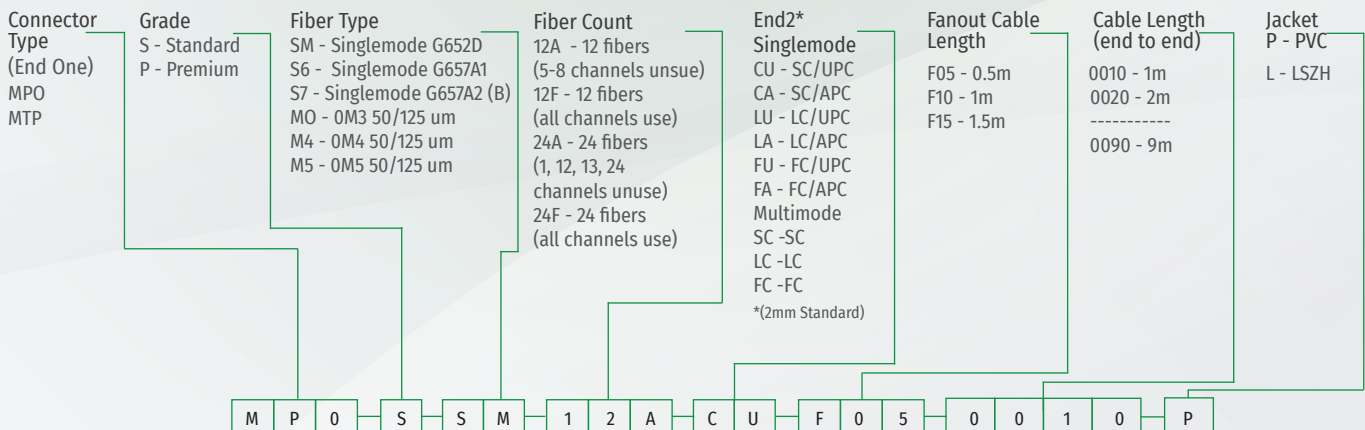 Connector
Type
(End One)
MPO
MTP
Grade
S - Standard
P - Premium
Fiber Type
SM - Singlemode G652D
S6 - Singlemode G657A1
S7 - Singlemode G657A2 (B)
MO - 0M3 50/125 um
M4 - 0M4 50/125 um
M5 - 0M5 50/125 um
Fiber Count
12A - 12 fibers
(5-8 channels unsue)
12F - 12 fibers
(all channels use)
24A - 24 fibers
(1, 12, 13, 24
channels unuse)
24F - 24 fibers
(all channels use)
End2*
Singlemode
CU - SC/UPC
CA - SC/APC
LU - LC/UPC
LA - LC/APC
FU - FC/UPC
FA - FC/APC
Multimode
SC -SC
LC -LC
FC -FC
*(2mm Standard)
Fanout Cable
Length
F05 - 0.5m
F10 - 1m
F15 - 1.5m
Cable Length
(end to end)
0010 - 1m
0020 - 2m
-----------
0090 - 9m
Jacket
P - PVC
L - LSZH
M P 0 - S - S M - 1 2 A - C U - F 0 5 - 0 0 1 0 - P